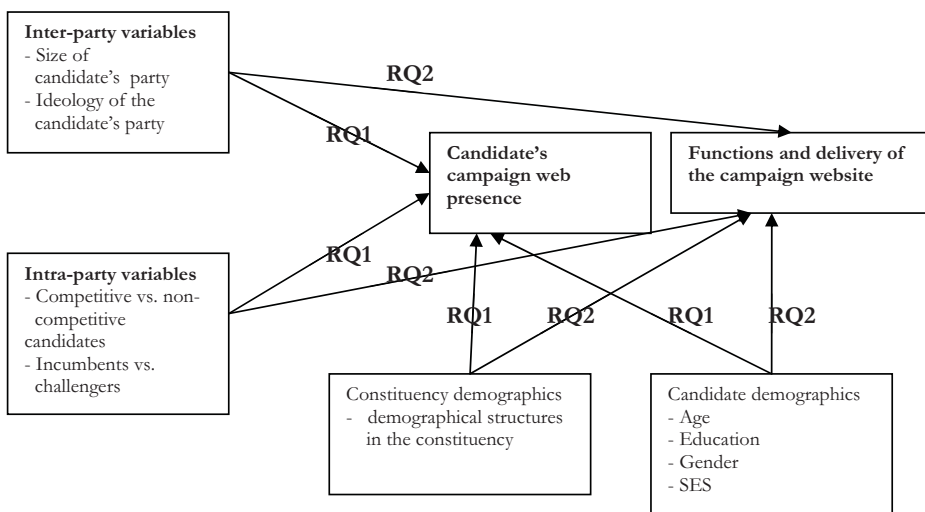 Inter-party variables
- Size of
candidate's party
- Ideology of the
candidate's party
RQ2
RQ1
Candidate's
campaign web
presence
Functions and delivery of
the campaign website
Intra-party variables
- Competitive vs. non-
competitive
candidates
- Incumbents vs.
challengers
RQ1
RQ2
RQ1
RQ2
RQ1
RQ2
Constituency demographics
- demographical structures
in the constituency
Candidate demographics
- Age
- Education
- Gender
- SES